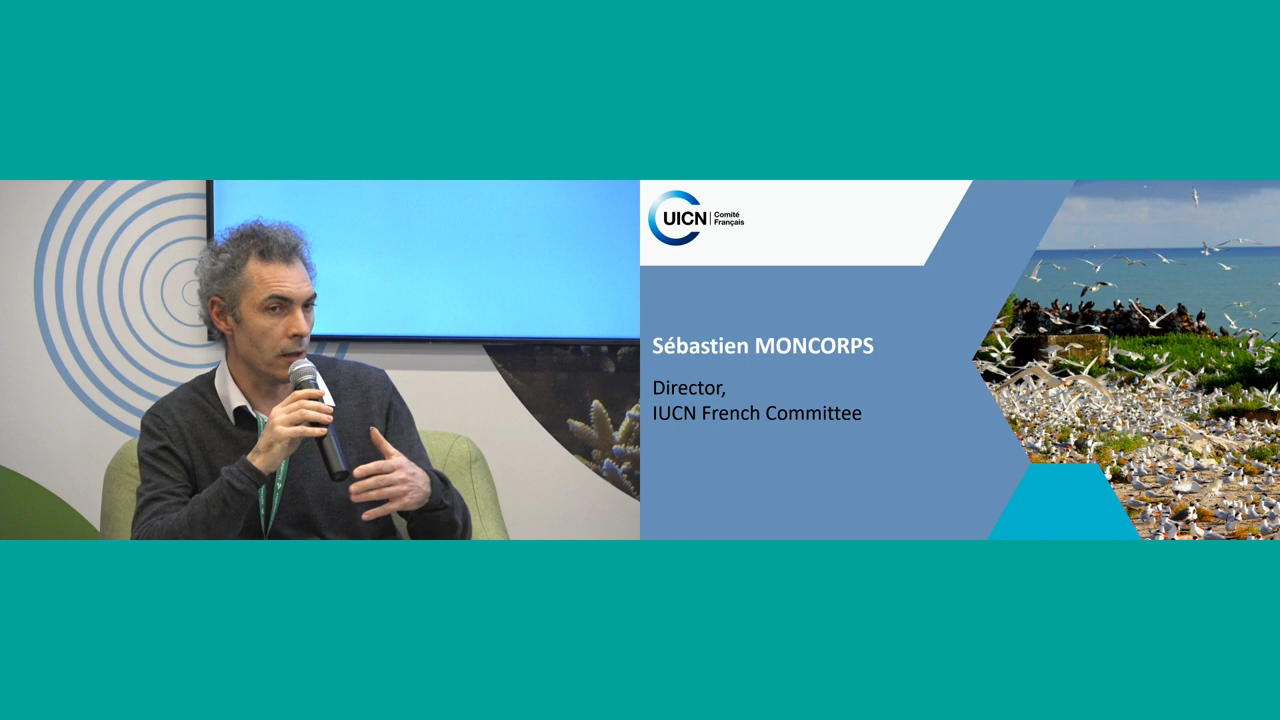 UICN
Comité
Français
Sébastien MONCORPS
Director,
IUCN French Committee